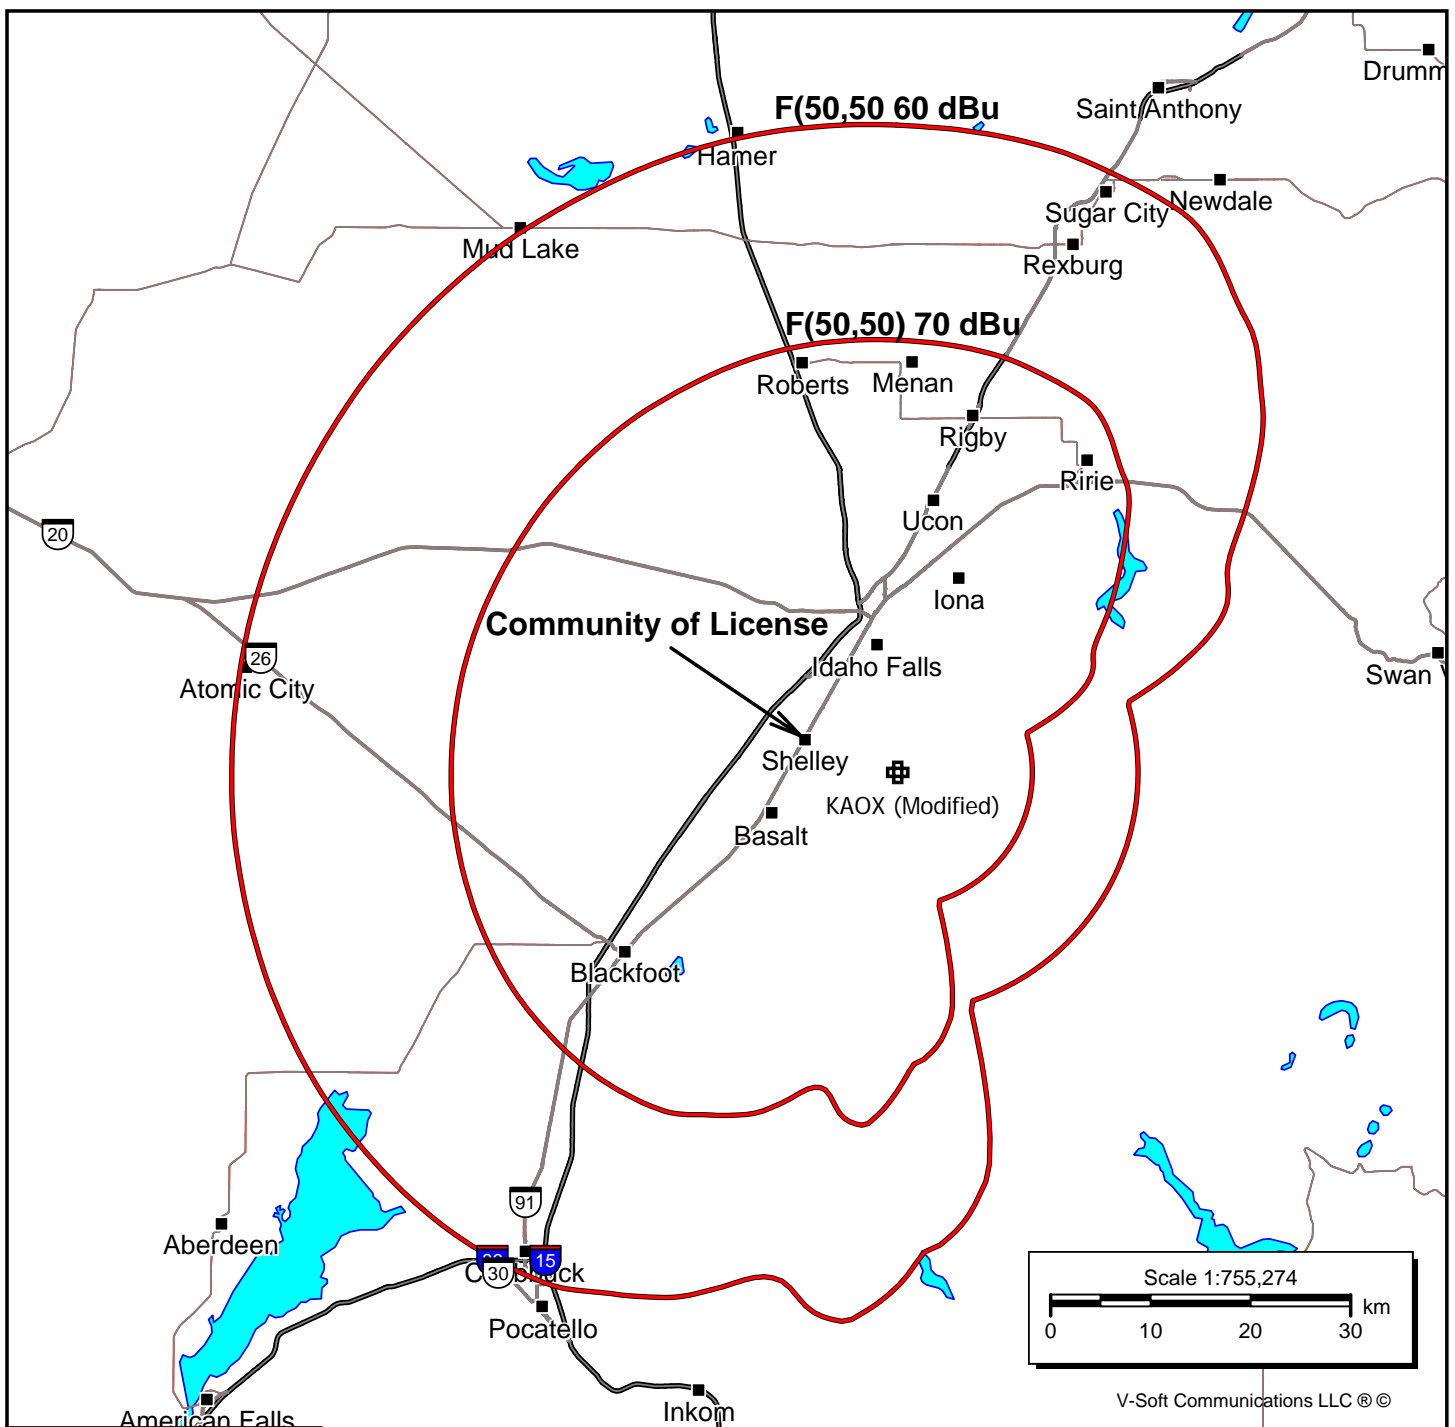 Drumm
Saint Anthony
F(50,50 60 dBu
Hamer
Newdale
Sugar City
Mud Lake
Rexburg
F(50,50) 70 dBu
Roberts
Menan
Rigby
Ririe
Ucon
20
Iona
Community of License
26
Idaho Falls
Swan V
Atomic City
Shelley
KAOX (Modified)
Basalt
Blackfoot
91
Aberdeen
15
30
Scale 1:755,274
km
0 10 20 30
Pocatello
V-Soft Communications LLC ® ©
Inkom
American Falls